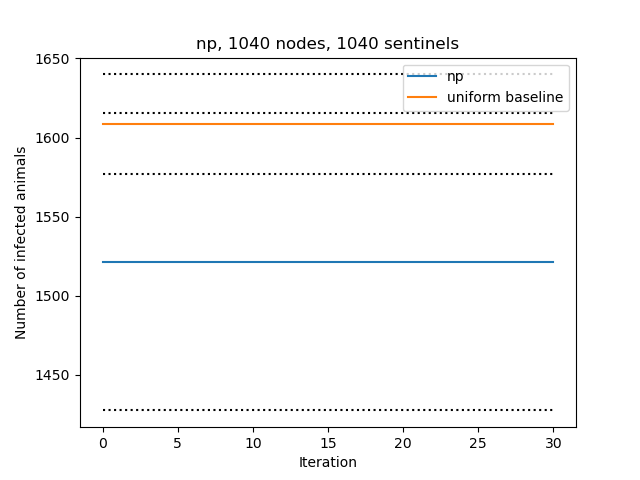 np, 1040 nodes, 1040 sentinels
np
uniform baseline
Number of infected animals
1650
1600
1550
1500
1450
0 5 10 15 20 25 30
Iteration